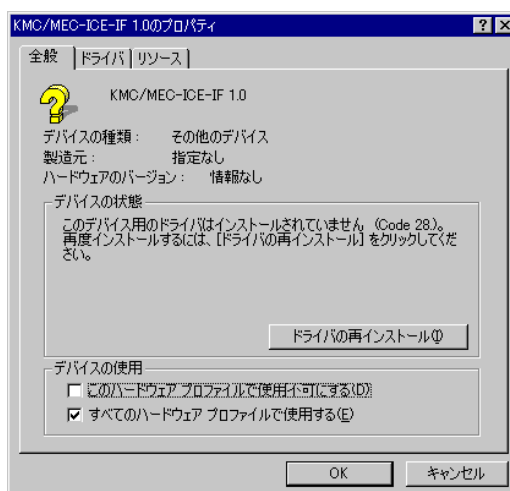 KMC/MEC-ICE-IF 1.0のプロパティ
全般
ドライバ
リソース
KMC/MEC-ICE-IF 1.0
デバイスの種類： その他のデバイス
製造元： 指定なし
ハードウェアのバージョン： 情報なし
デバイスの状態
このデバイス用のドライバはインストールされていません (Code 28.)。
再度インストールするには、[ドライバの再インストール] をクリックしてくだ
さい。
ドライバの再インストール(I)
デバイスの使用
このハードウェア プロファイルで使用不可にする(D)
すべてのハードウェア プロファイルで使用する(E)
OK
キャンセル